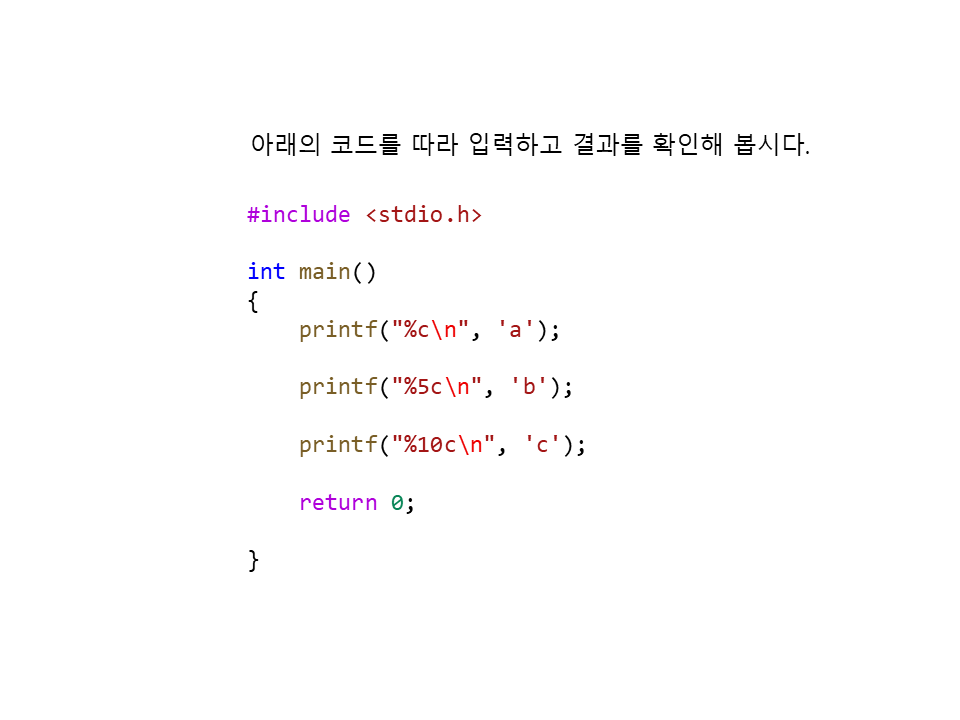 아래의 코드를 따라 입력하고 결과를 확인해 봅시다.
#include <stdio.h>
int main()
{
    printf("%c\n", 'a');
    printf("%5c\n", 'b');
    printf("%10c\n", 'c');
    return 0;
}